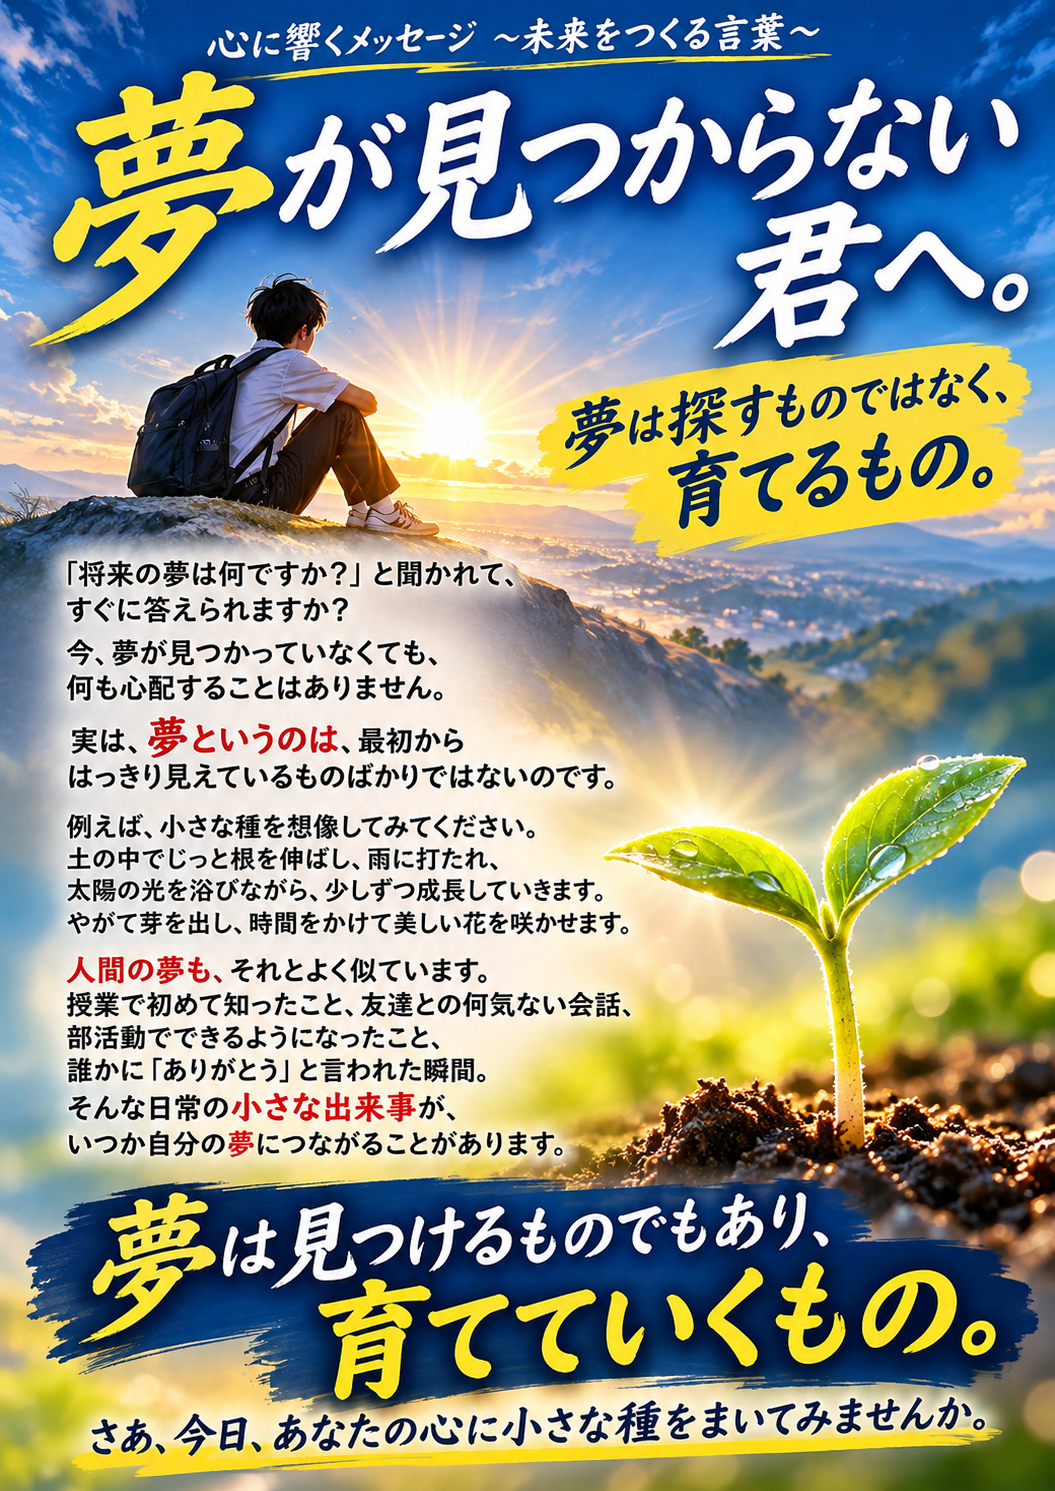 心に響くメッセージ ～未来をつくる言葉～
夢が見つからない
君へ。
夢は探すものではなく、
育てるもの。
「将来の夢は何ですか？」と聞かれて、
すぐに答えられますか？
今、夢が見つかっていなくても、
何も心配することはありません。
実は、夢というのは、最初から
はっきり見えているものばかりではないのです。
例えば、小さな種を想像してみてください。
土の中でじっと根を伸ばし、雨に打たれ、
太陽の光を浴びながら、少しずつ成長していきます。
やがて芽を出し、時間をかけて美しい花を咲かせます。
人間の夢も、それとよく似ています。
授業で初めて知ったこと、友達との何気ない会話、
部活動でできるようになったこと、
誰かに「ありがとう」と言われた瞬間。
そんな日常の小さな出来事が、
いつか自分の夢につながることがあります。
夢は見つけるものでもあり、
育てていくもの。
さあ、今日、あなたの心に小さな種をまいてみませんか。